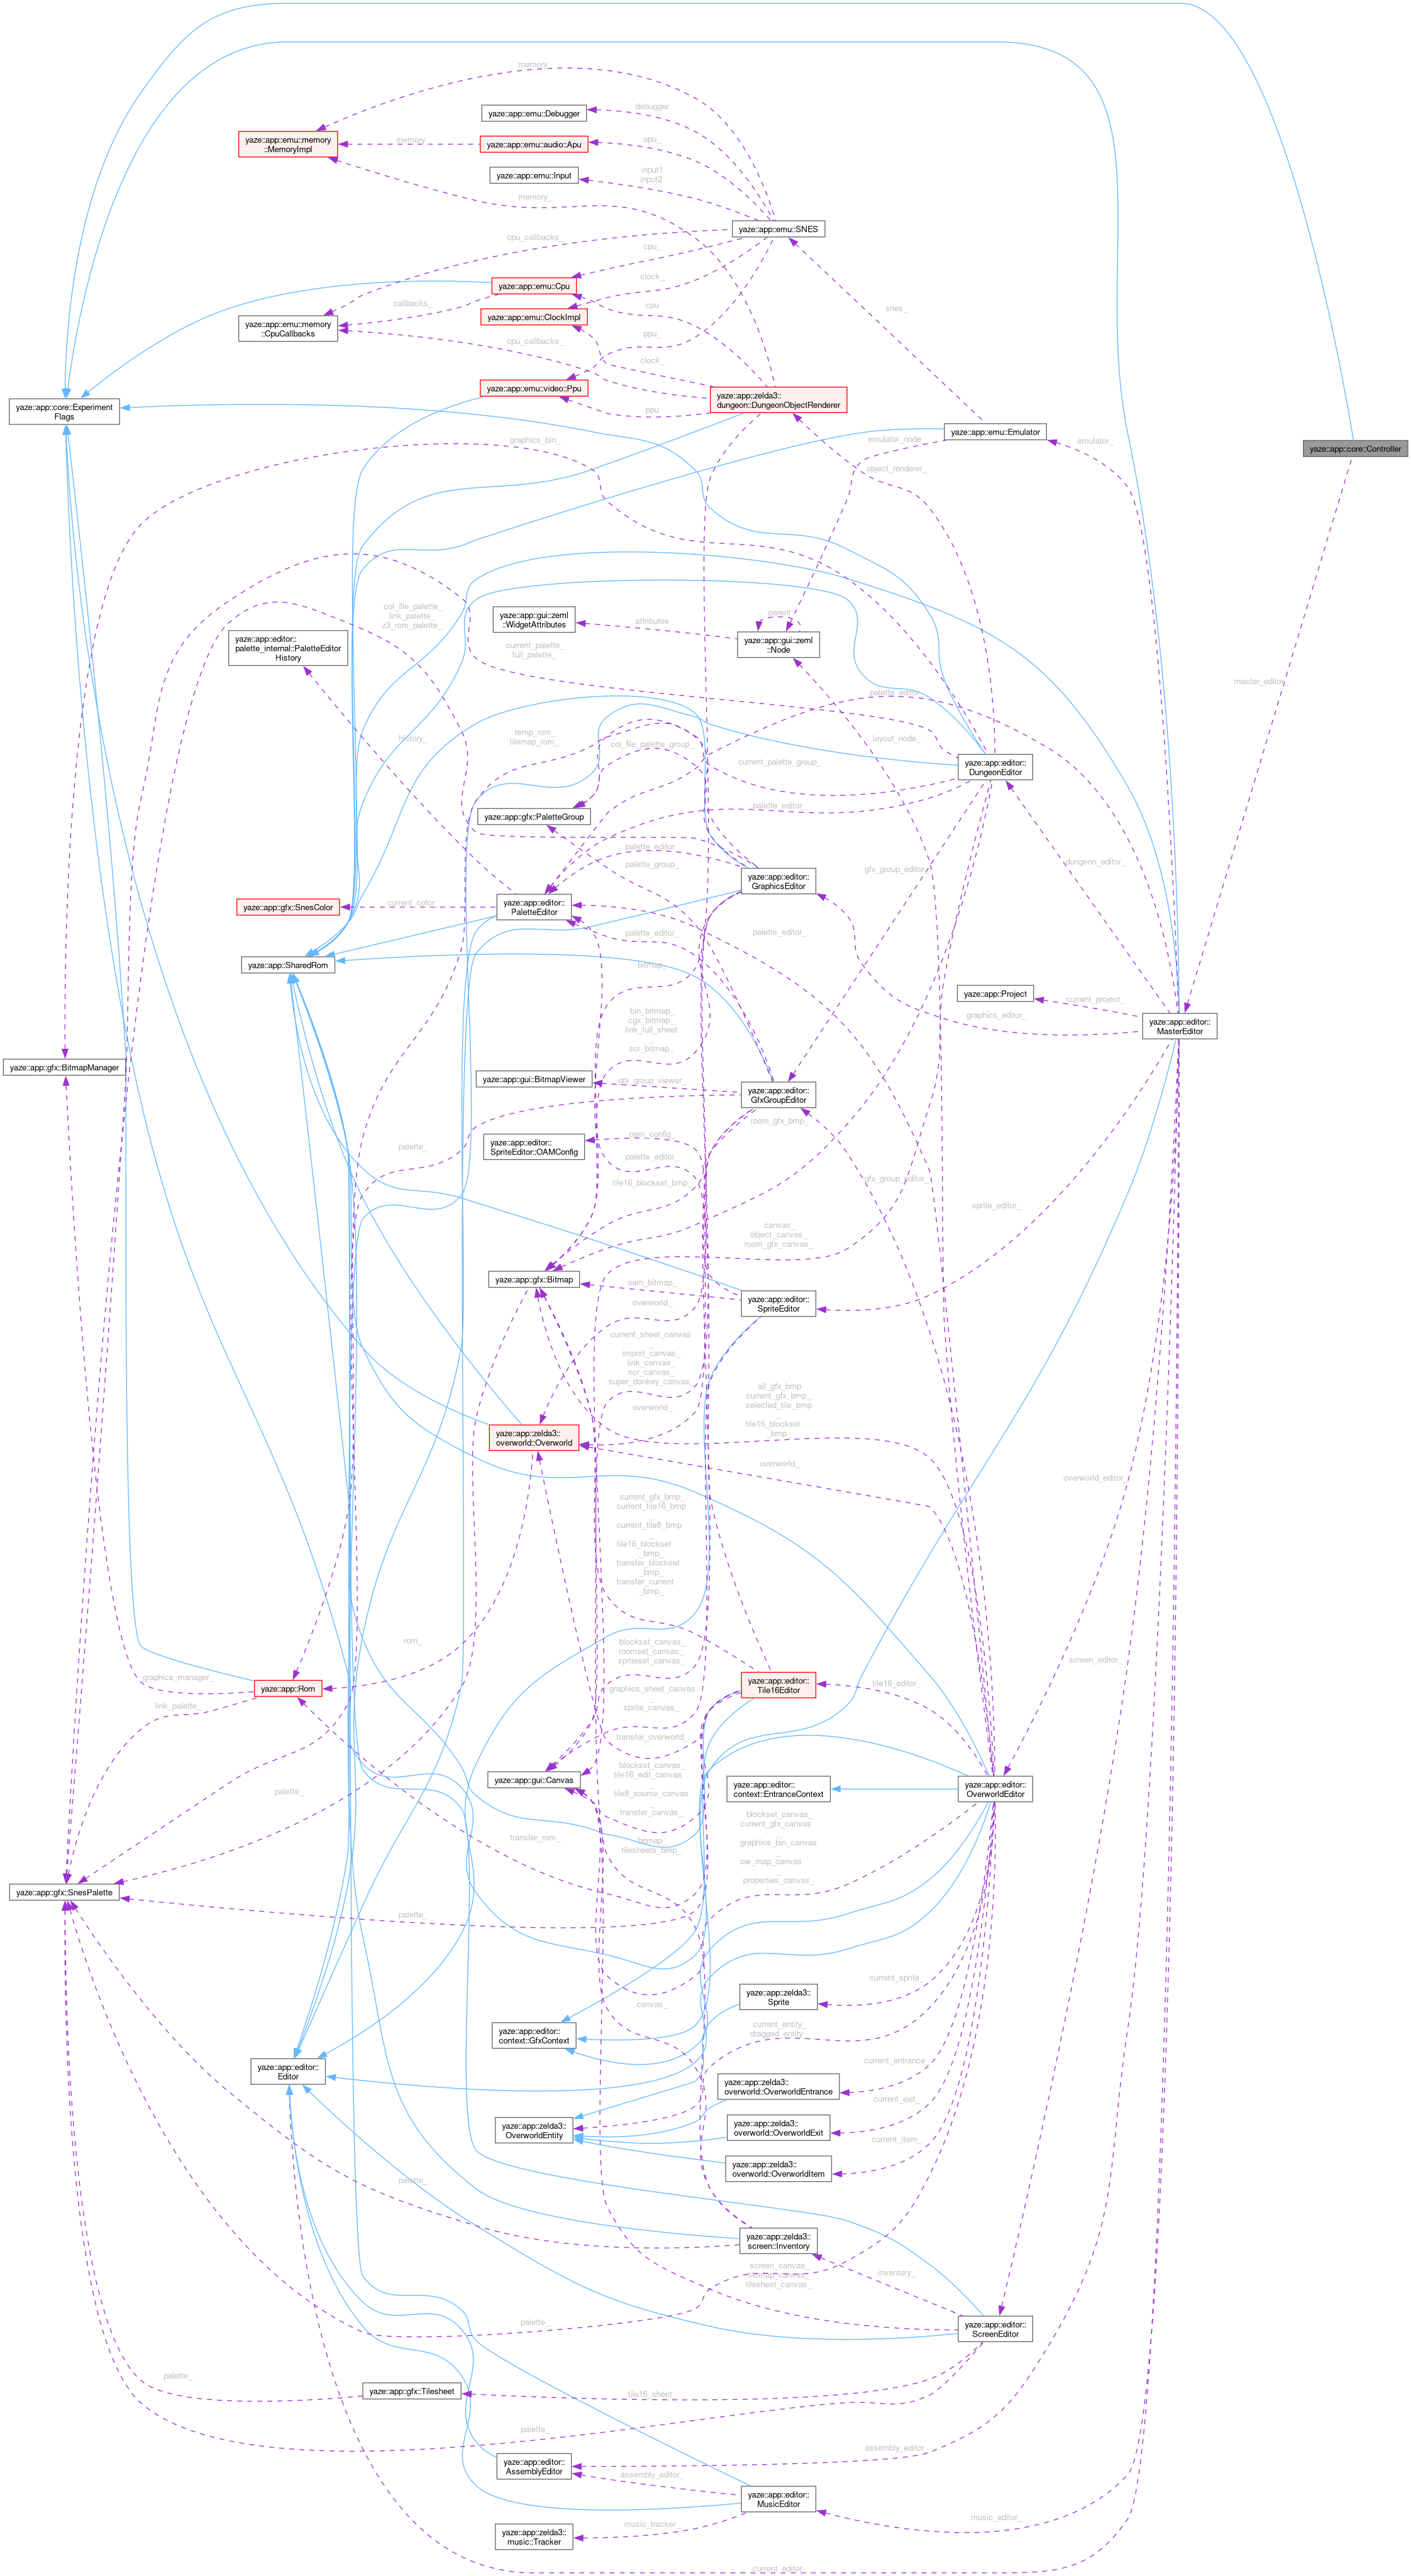 memory_
debugger
yaze::app::emu::Debugger
yaze::app::emu::memory
::MemoryImpl
memory_
yaze::app::emu::audio::Apu
apu_
input1
input2
yaze::app::emu::Input
memory_
yaze::app::emu::SNES
cpu_callbacks_
cpu_
clock_
yaze::app::emu::Cpu
callbacks_
cpu
snes_
yaze::app::emu::ClockImpl
yaze::app::emu::memory
::CpuCallbacks
cpu_callbacks_
ppu_
clock_
yaze::app::emu::video::Ppu
ppu
yaze::app::zelda3::
dungeon::DungeonObjectRenderer
yaze::app::core::Experiment
Flags
graphics_bin_
emulator_node_
yaze::app::emu::Emulator
emulator_
yaze::app::core::Controller
object_renderer_
col_file_palette_
link_palette_
z3_rom_palette_
yaze::app::gui::zeml
::WidgetAttributes
attributes
parent
yaze::app::gui::zeml
::Node
yaze::app::editor::
palette_internal::PaletteEditor
History
current_palette_
full_palette_
master_editor_
palette_editor_
history_
temp_rom_
tilemap_rom_
col_file_palette_group_
layout_node_
current_palette_group_
yaze::app::editor::
DungeonEditor
yaze::app::gfx::PaletteGroup
palette_editor_
palette_editor_
palette_group_
yaze::app::editor::
GraphicsEditor
gfx_group_editor_
dungeon_editor_
yaze::app::gfx::SnesColor
current_color
yaze::app::editor::
PaletteEditor
palette_editor_
palette_editor_
yaze::app::SharedRom
bitmap_
yaze::app::Project
current_project_
graphics_editor_
yaze::app::editor::
MasterEditor
bin_bitmap_
cgx_bitmap_
link_full_sheet
_
scr_bitmap_
yaze::app::gfx::BitmapManager
yaze::app::gui::BitmapViewer
gfx_group_viewer_
yaze::app::editor::
GfxGroupEditor
room_gfx_bmp_
palette_
yaze::app::editor::
SpriteEditor::OAMConfig
oam_config_
palette_editor_
tile16_blockset_bmp_
gfx_group_editor_
sprite_editor_
canvas_
object_canvas_
room_gfx_canvas_
yaze::app::gfx::Bitmap
oam_bitmap_
yaze::app::editor::
SpriteEditor
overworld_
current_sheet_canvas
_
import_canvas_
link_canvas_
scr_canvas_
super_donkey_canvas_
overworld_
all_gfx_bmp
current_gfx_bmp_
selected_tile_bmp
_
tile16_blockset
_bmp_
yaze::app::zelda3::
overworld::Overworld
overworld_
overworld_editor_
current_gfx_bmp_
current_tile16_bmp
_
current_tile8_bmp
_
tile16_blockset
_bmp_
transfer_blockset
_bmp_
transfer_current
_bmp_
rom_
blockset_canvas_
roomset_canvas_
spriteset_canvas_
screen_editor_
graphics_manager_
yaze::app::Rom
link_palette_
graphics_sheet_canvas
_
sprite_canvas_
yaze::app::editor::
Tile16Editor
tile16_editor_
transfer_overworld_
palette_
yaze::app::gui::Canvas
blockset_canvas_
tile16_edit_canvas
_
tile8_source_canvas
_
transfer_canvas_
yaze::app::editor::
context::EntranceContext
yaze::app::editor::
OverworldEditor
transfer_rom_
bitmap_
tilesheets_bmp_
blockset_canvas_
current_gfx_canvas
_
graphics_bin_canvas
_
ow_map_canvas
_
properties_canvas_
yaze::app::gfx::SnesPalette
palette_
canvas_
yaze::app::zelda3::
Sprite
current_sprite_
yaze::app::editor::
context::GfxContext
current_entity_
dragged_entity_
yaze::app::editor::
Editor
current_entrance_
yaze::app::zelda3::
overworld::OverworldEntrance
current_exit_
yaze::app::zelda3::
OverworldEntity
yaze::app::zelda3::
overworld::OverworldExit
current_item_
yaze::app::zelda3::
overworld::OverworldItem
palette_
yaze::app::zelda3::
screen::Inventory
screen_canvas_
tilemap_canvas_
tilesheet_canvas_
inventory_
palette_
yaze::app::editor::
ScreenEditor
palette_
yaze::app::gfx::Tilesheet
tile16_sheet_
palette_
assembly_editor_
yaze::app::editor::
AssemblyEditor
assembly_editor_
yaze::app::editor::
MusicEditor
music_editor_
yaze::app::zelda3::
music::Tracker
music_tracker_
current_editor_